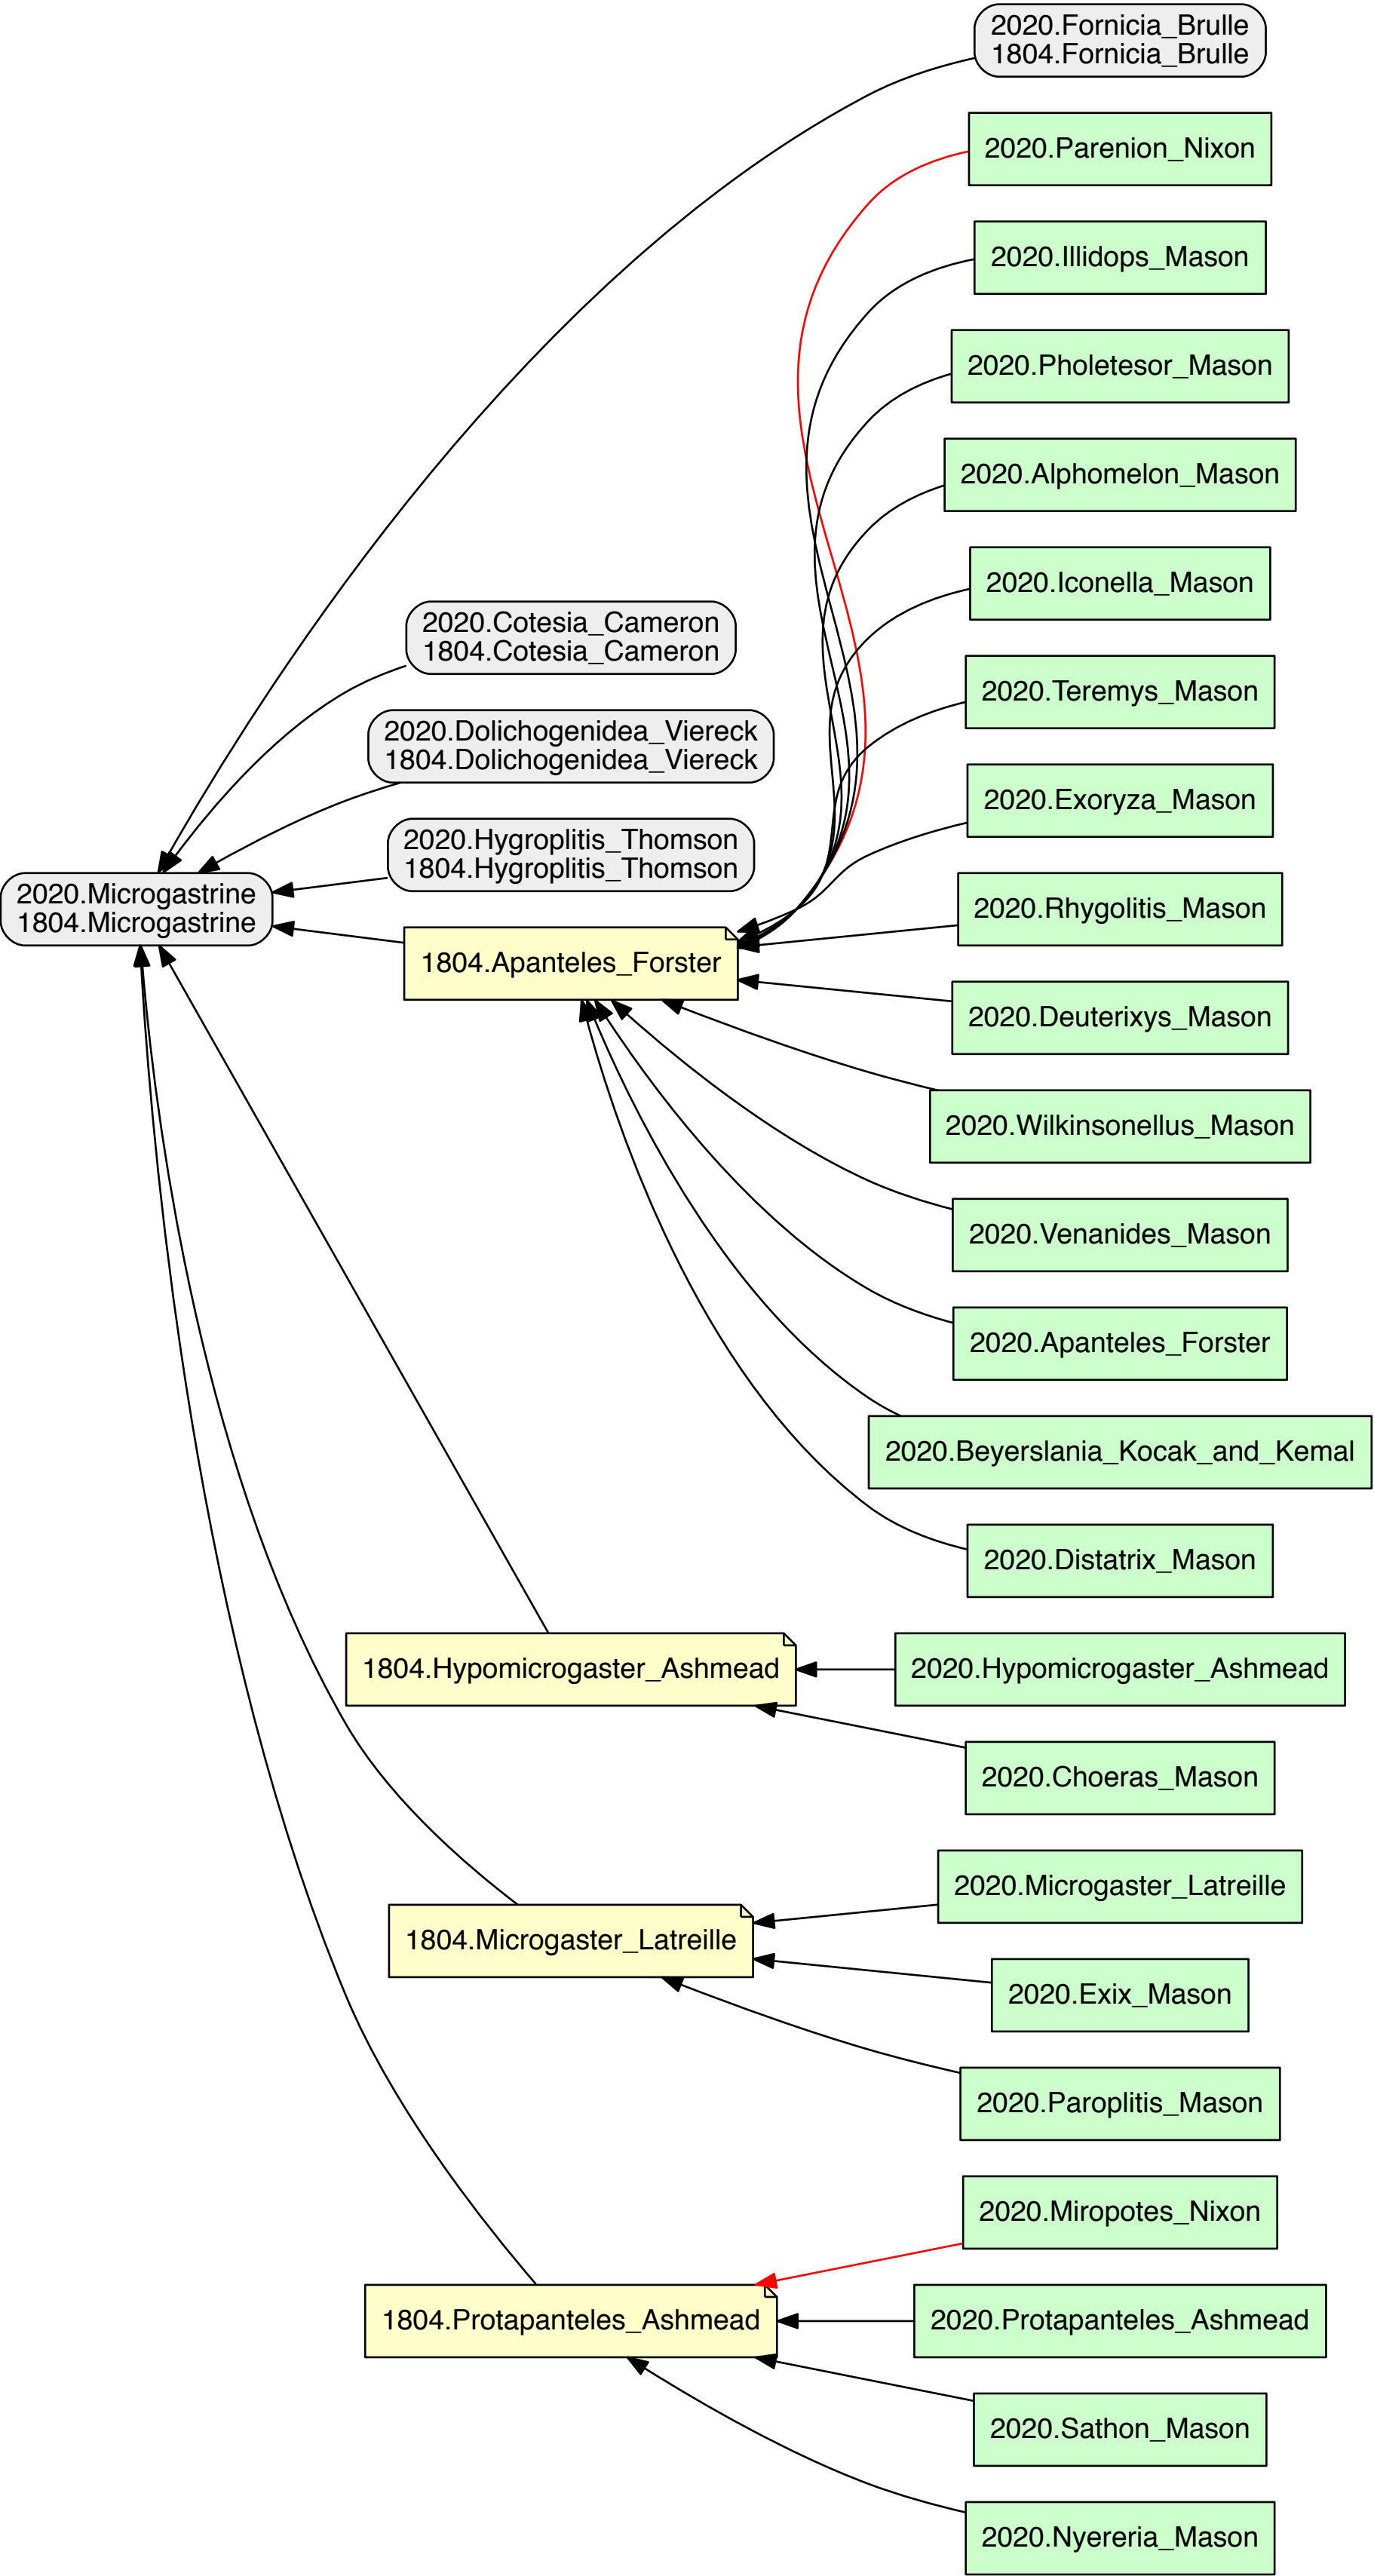 2020.Fornicia_Brulle
1804.Fornicia_Brulle
2020.Parenion_Nixon
2020.Illidops_Mason
2020.Pholetesor_Mason
2020.Alphomelon_Mason
2020.Iconella_Mason
2020.Cotesia_Cameron
1804.Cotesia_Cameron
2020.Teremys_Mason
2020.Dolichogenidea_Viereck
1804.Dolichogenidea_Viereck
2020.Exoryza_Mason
2020.Hygroplitis_Thomson
1804.Hygroplitis_Thomson
2020.Microgastrine
1804.Microgastrine
2020.Rhygolitis_Mason
1804.Apanteles_Forster
2020.Deuterixys_Mason
2020.Wilkinsonellus_Mason
2020.Venanides_Mason
2020.Apanteles_Forster
2020.Beyerslania_Kocak_and_Kemal
2020.Distatrix_Mason
1804.Hypomicrogaster_Ashmead
2020.Hypomicrogaster_Ashmead
2020.Choeras_Mason
2020.Microgaster_Latreille
1804.Microgaster_Latreille
2020.Exix_Mason
2020.Paroplitis_Mason
2020.Miropotes_Nixon
1804.Protapanteles_Ashmead
2020.Protapanteles_Ashmead
2020.Sathon_Mason
2020.Nyereria_Mason